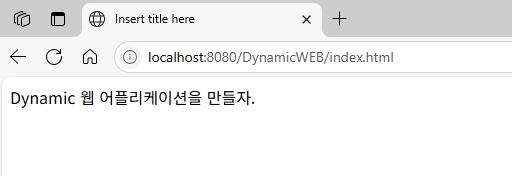 Insert title here
localhost:8080/DynamicWEB/index.html
Dynamic 웹 어플리케이션을 만들자.